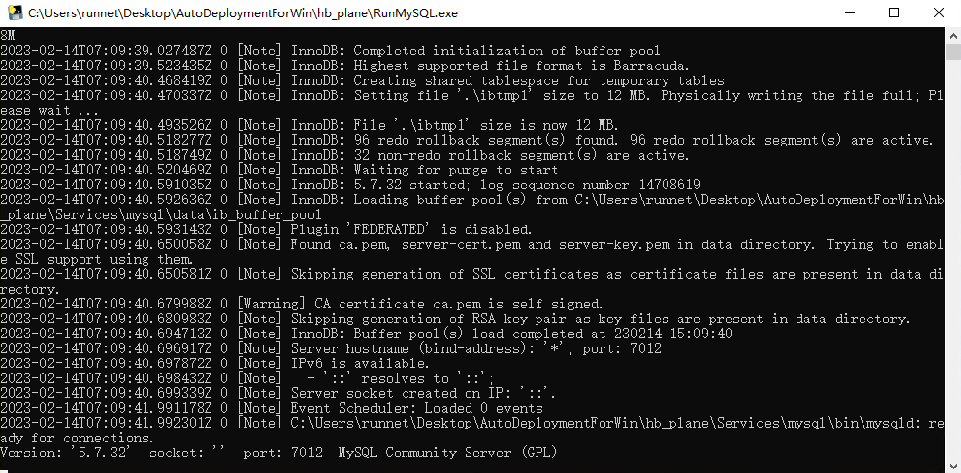 C:\Users\runnet\Desktop\AutoDeploymentForWin\hb_plane\RunMySQL.exe
8M
2023-02-14T07:09:39.027487Z 0 [Note] InnoDB: Completed initialization of buffer pool
2023-02-14T07:09:39.523435Z 0 [Note] InnoDB: Highest supported file format is Barracuda.
2023-02-14T07:09:40.468419Z 0 [Note] InnoDB: Creating shared tablespace for temporary tables
2023-02-14T07:09:40.470337Z 0 [Note] InnoDB: Setting file '.\ibtmp1' size to 12 MB. Physically writing the file full; Pl
ease wait ...
2023-02-14T07:09:40.493526Z 0 [Note] InnoDB: File '.\ibtmp1' size is now 12 MB.
2023-02-14T07:09:40.518277Z 0 [Note] InnoDB: 96 redo rollback segment(s) found. 96 redo rollback segment(s) are active.
2023-02-14T07:09:40.518749Z 0 [Note] InnoDB: 32 non-redo rollback segment(s) are active.
2023-02-14T07:09:40.520469Z 0 [Note] InnoDB: Waiting for purge to start
2023-02-14T07:09:40.591035Z 0 [Note] InnoDB: 5.7.32 started; log sequence number 14708619
2023-02-14T07:09:40.592636Z 0 [Note] InnoDB: Loading buffer pool(s) from C:\Users\runnet\Desktop\AutoDeploymentForWin\hb
_plane\Services\mysql\data\ib_buffer_pool
2023-02-14T07:09:40.593143Z 0 [Note] Plugin 'FEDERATED' is disabled.
2023-02-14T07:09:40.650058Z 0 [Note] Found ca.pem, server-cert.pem and server-key.pem in data directory. Trying to enabl
e SSL support using them.
2023-02-14T07:09:40.650581Z 0 [Note] Skipping generation of SSL certificates as certificate files are present in data di
rectory.
2023-02-14T07:09:40.679988Z 0 [Warning] CA certificate ca.pem is self signed.
2023-02-14T07:09:40.680983Z 0 [Note] Skipping generation of RSA key pair as key files are present in data directory.
2023-02-14T07:09:40.694713Z 0 [Note] InnoDB: Buffer pool(s) load completed at 230214 15:09:40
2023-02-14T07:09:40.696917Z 0 [Note] Server hostname (bind-address): '*'; port: 7012
2023-02-14T07:09:40.697872Z 0 [Note] IPv6 is available.
2023-02-14T07:09:40.698432Z 0 [Note]   - '::' resolves to '::';
2023-02-14T07:09:40.699339Z 0 [Note] Server socket created on IP: '::'.
2023-02-14T07:09:41.991178Z 0 [Note] Event Scheduler: Loaded 0 events
2023-02-14T07:09:41.992301Z 0 [Note] C:\Users\runnet\Desktop\AutoDeploymentForWin\hb_plane\Services\mysql\bin\mysqld: re
ady for connections.
Version: '5.7.32'  socket: ''  port: 7012  MySQL Community Server (GPL)